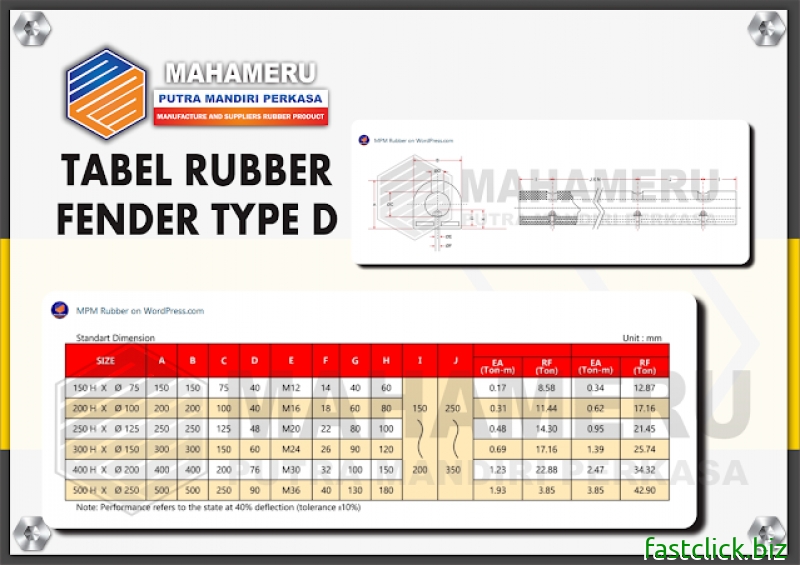 MAHAMERU
PUTRA MANDIRI PERKASA
MANUFACTURE AND SUPPLIERS RUBBER PRODUCT
TABEL RUBBER
FENDER TYPE D
MPM Rubber on WordPress.com
MAHAMERU
PUTRA MANDIRI PERKASA
MPM Rubber on WordPress.com
Standart Dimension Unit : mm
SIZE A B C D E F G H I J EA (Ton-m) RF (Ton) EA (Ton-m) RF (Ton)
150 H X Ø 75 150 150 75 40 M12 14 40 60 0.17 8.58 0.34 12.87
200 H X Ø 100 200 200 100 40 M16 18 60 80 150 250 0.31 11.44 0.62 17.16
250 H X Ø 125 250 250 125 48 M20 22 80 100 0.48 14.30 0.95 21.45
300 H X Ø 150 300 300 150 60 M24 26 90 120 0.69 17.16 1.39 25.74
400 H X Ø 200 400 400 200 76 M30 32 100 150 200 350 1.23 22.88 2.47 34.32
500 H X Ø 250 500 500 250 90 M36 40 130 180 1.93 3.85 3.85 42.90
MAHAMERU
PUTRA MANDIRI PERKASA
Note: Performance refers to the state at 40% deflection (tolerance ±10%)
fastclick.biz